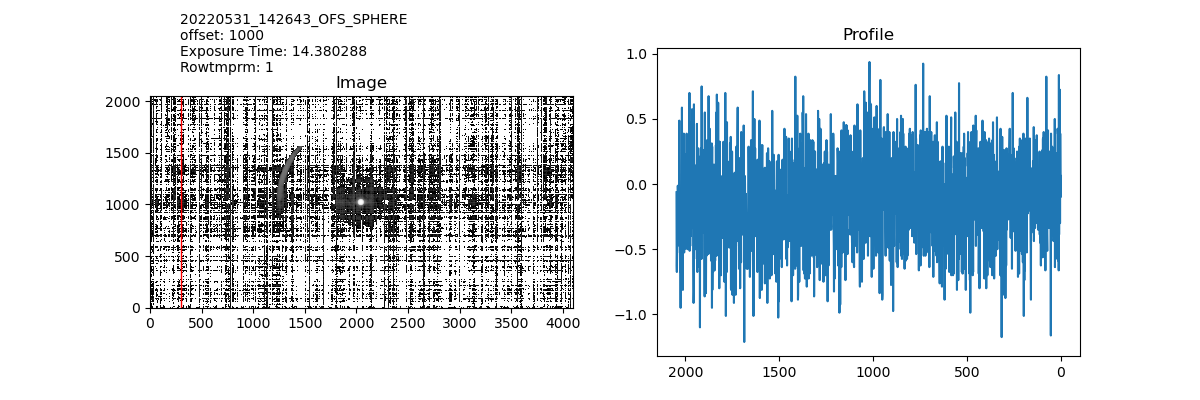 20220531_142643_OFS_SPHERE
offset: 1000
Exposure Time: 14.380288
Rowtmprm: 1
Image
2000
1500
1000
500
0
0 500 1000 1500 2000 2500 3000 3500 4000
Profile
1.0
0.5
0.0
−0.5
−1.0
2000 1500 1000 500 0